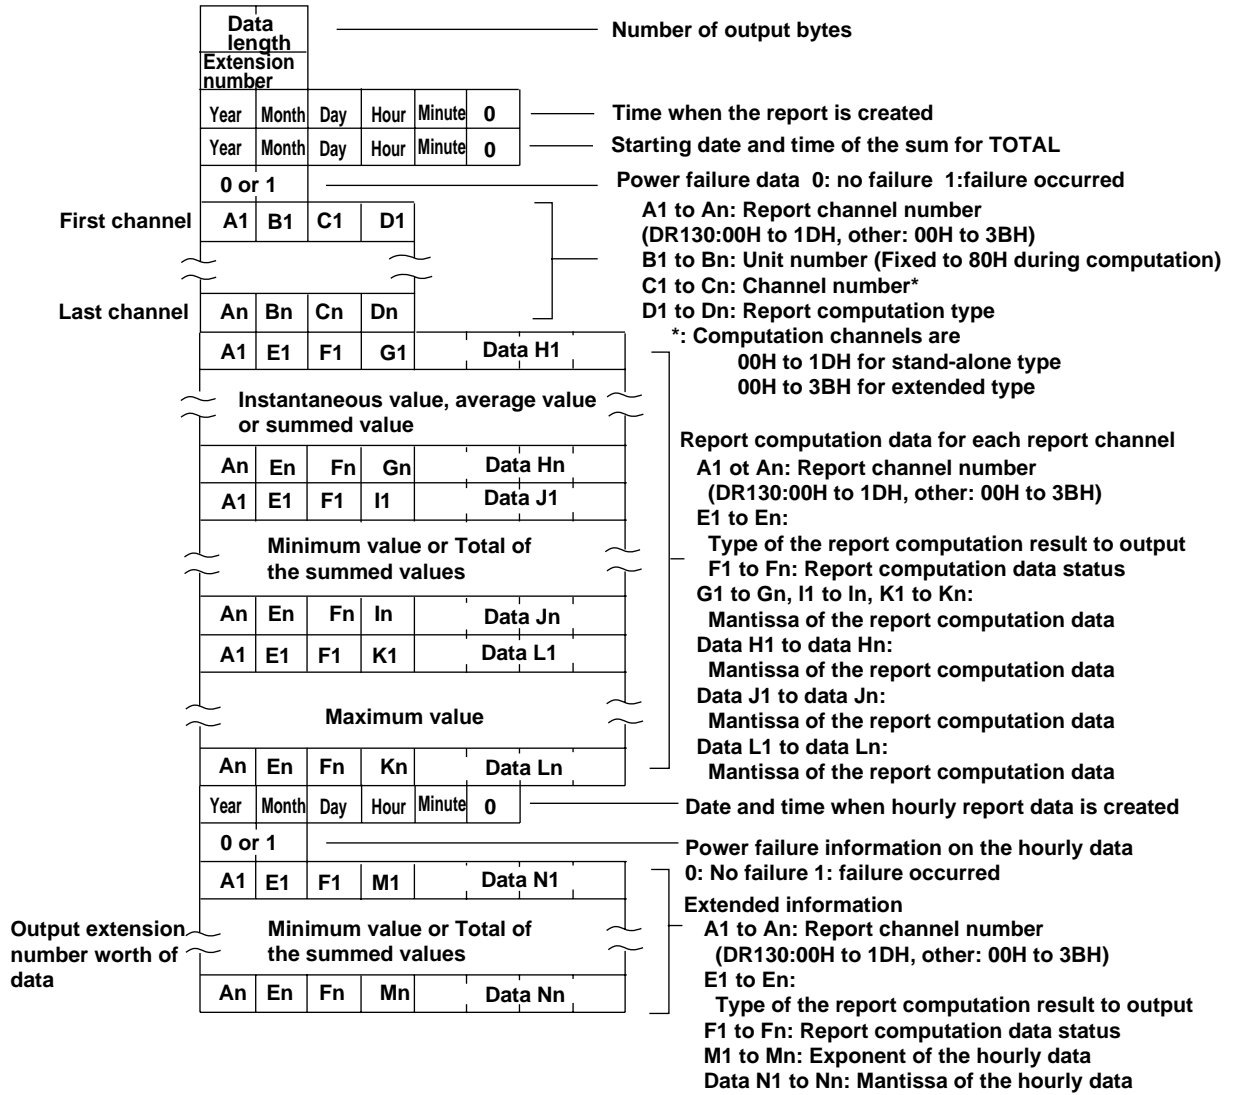 Data length
Number of output bytes
Extension number
Year Month Day Hour Minute 0
Time when the report is created
Year Month Day Hour Minute 0
Starting date and time of the sum for TOTAL
0 or 1
Power failure data 0: no failure 1:failure occurred
First channel
A1 B1 C1 D1
Last channel
An Bn Cn Dn
A1 to An: Report channel number
(DR130:00H to 1DH, other: 00H to 3BH)
B1 to Bn: Unit number (Fixed to 80H during computation)
C1 to Cn: Channel number*
D1 to Dn: Report computation type
*: Computation channels are
00H to 1DH for stand-alone type
00H to 3BH for extended type
A1 E1 F1 G1 Data H1
Instantaneous value, average value
or summed value
An En Fn Gn Data Hn
A1 E1 F1 I1 Data J1
Minimum value or Total of
the summed values
An En Fn In Data Jn
A1 E1 F1 K1 Data L1
Maximum value
An En Fn Kn Data Ln
Report computation data for each report channel
A1 ot An: Report channel number
(DR130:00H to 1DH, other: 00H to 3BH)
E1 to En:
Type of the report computation result to output
F1 to Fn: Report computation data status
G1 to Gn, I1 to In, K1 to Kn:
Mantissa of the report computation data
Data H1 to data Hn:
Mantissa of the report computation data
Data J1 to data Jn:
Mantissa of the report computation data
Data L1 to data Ln:
Mantissa of the report computation data
Year Month Day Hour Minute 0
Date and time when hourly report data is created
0 or 1
Power failure information on the hourly data
0: No failure 1: failure occurred
A1 E1 F1 M1 Data N1
Output extension
number worth of
data
Minimum value or Total of
the summed values
An En Fn Mn Data Nn
Extended information
A1 to An: Report channel number
(DR130:00H to 1DH, other: 00H to 3BH)
E1 to En:
Type of the report computation result to output
F1 to Fn: Report computation data status
M1 to Mn: Exponent of the hourly data
Data N1 to Nn: Mantissa of the hourly data